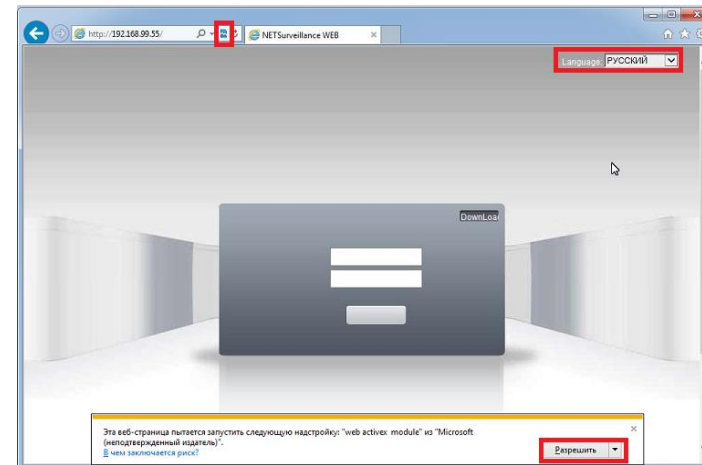 http://192.168.99.55/
NETSurveillance WEB
Language: РУССКИЙ
DownLoa
Эта веб-страница пытается запустить следующую надстройку: "web activex module" из "Microsoft
(неподтвержденный издатель)".
В чем заключается риск?
Разрешить